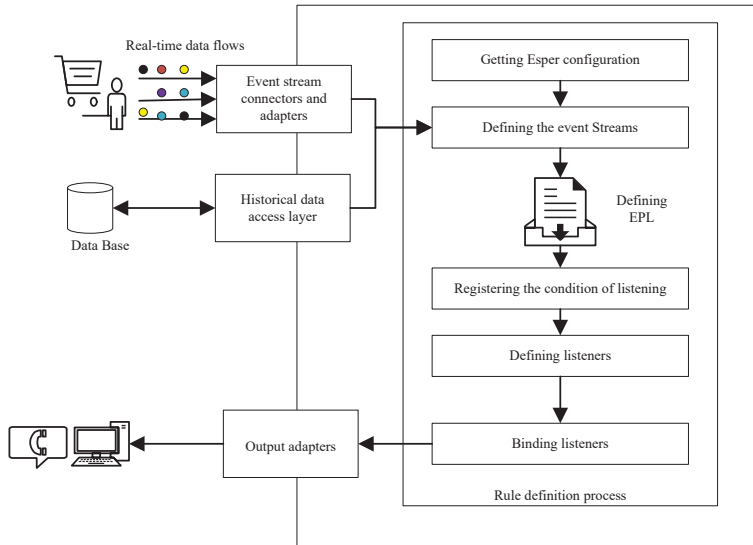 Real-time data flows
Event stream
connectors and
adapters
Historical data
access layer
Data Base
Getting Esper configuration
Defining the event Streams
Defining
EPL
Registering the condition of listening
Defining listeners
Binding listeners
Output adapters
Rule definition process